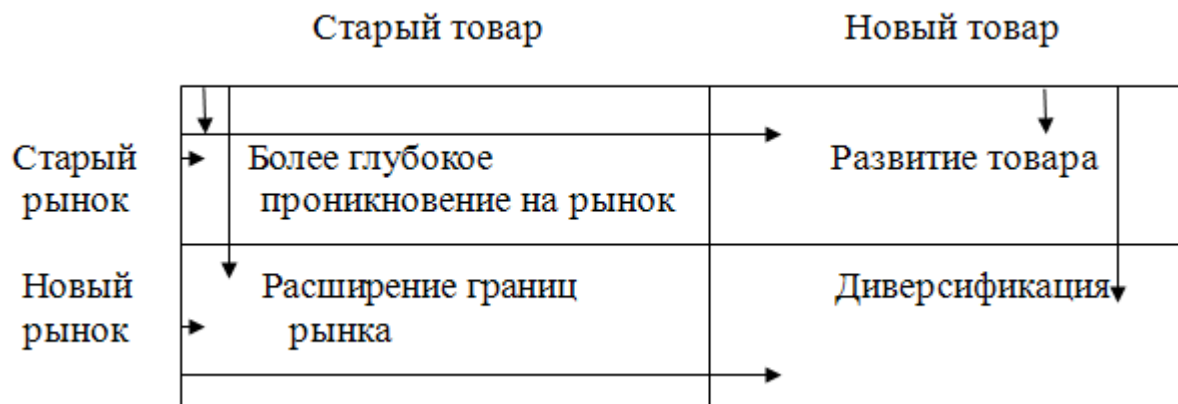 Старый товар Новый товар
Старый Более глубокое Развитие товара
рынок проникновение на рынок
Новый Расширение границ Диверсификация
рынок рынка